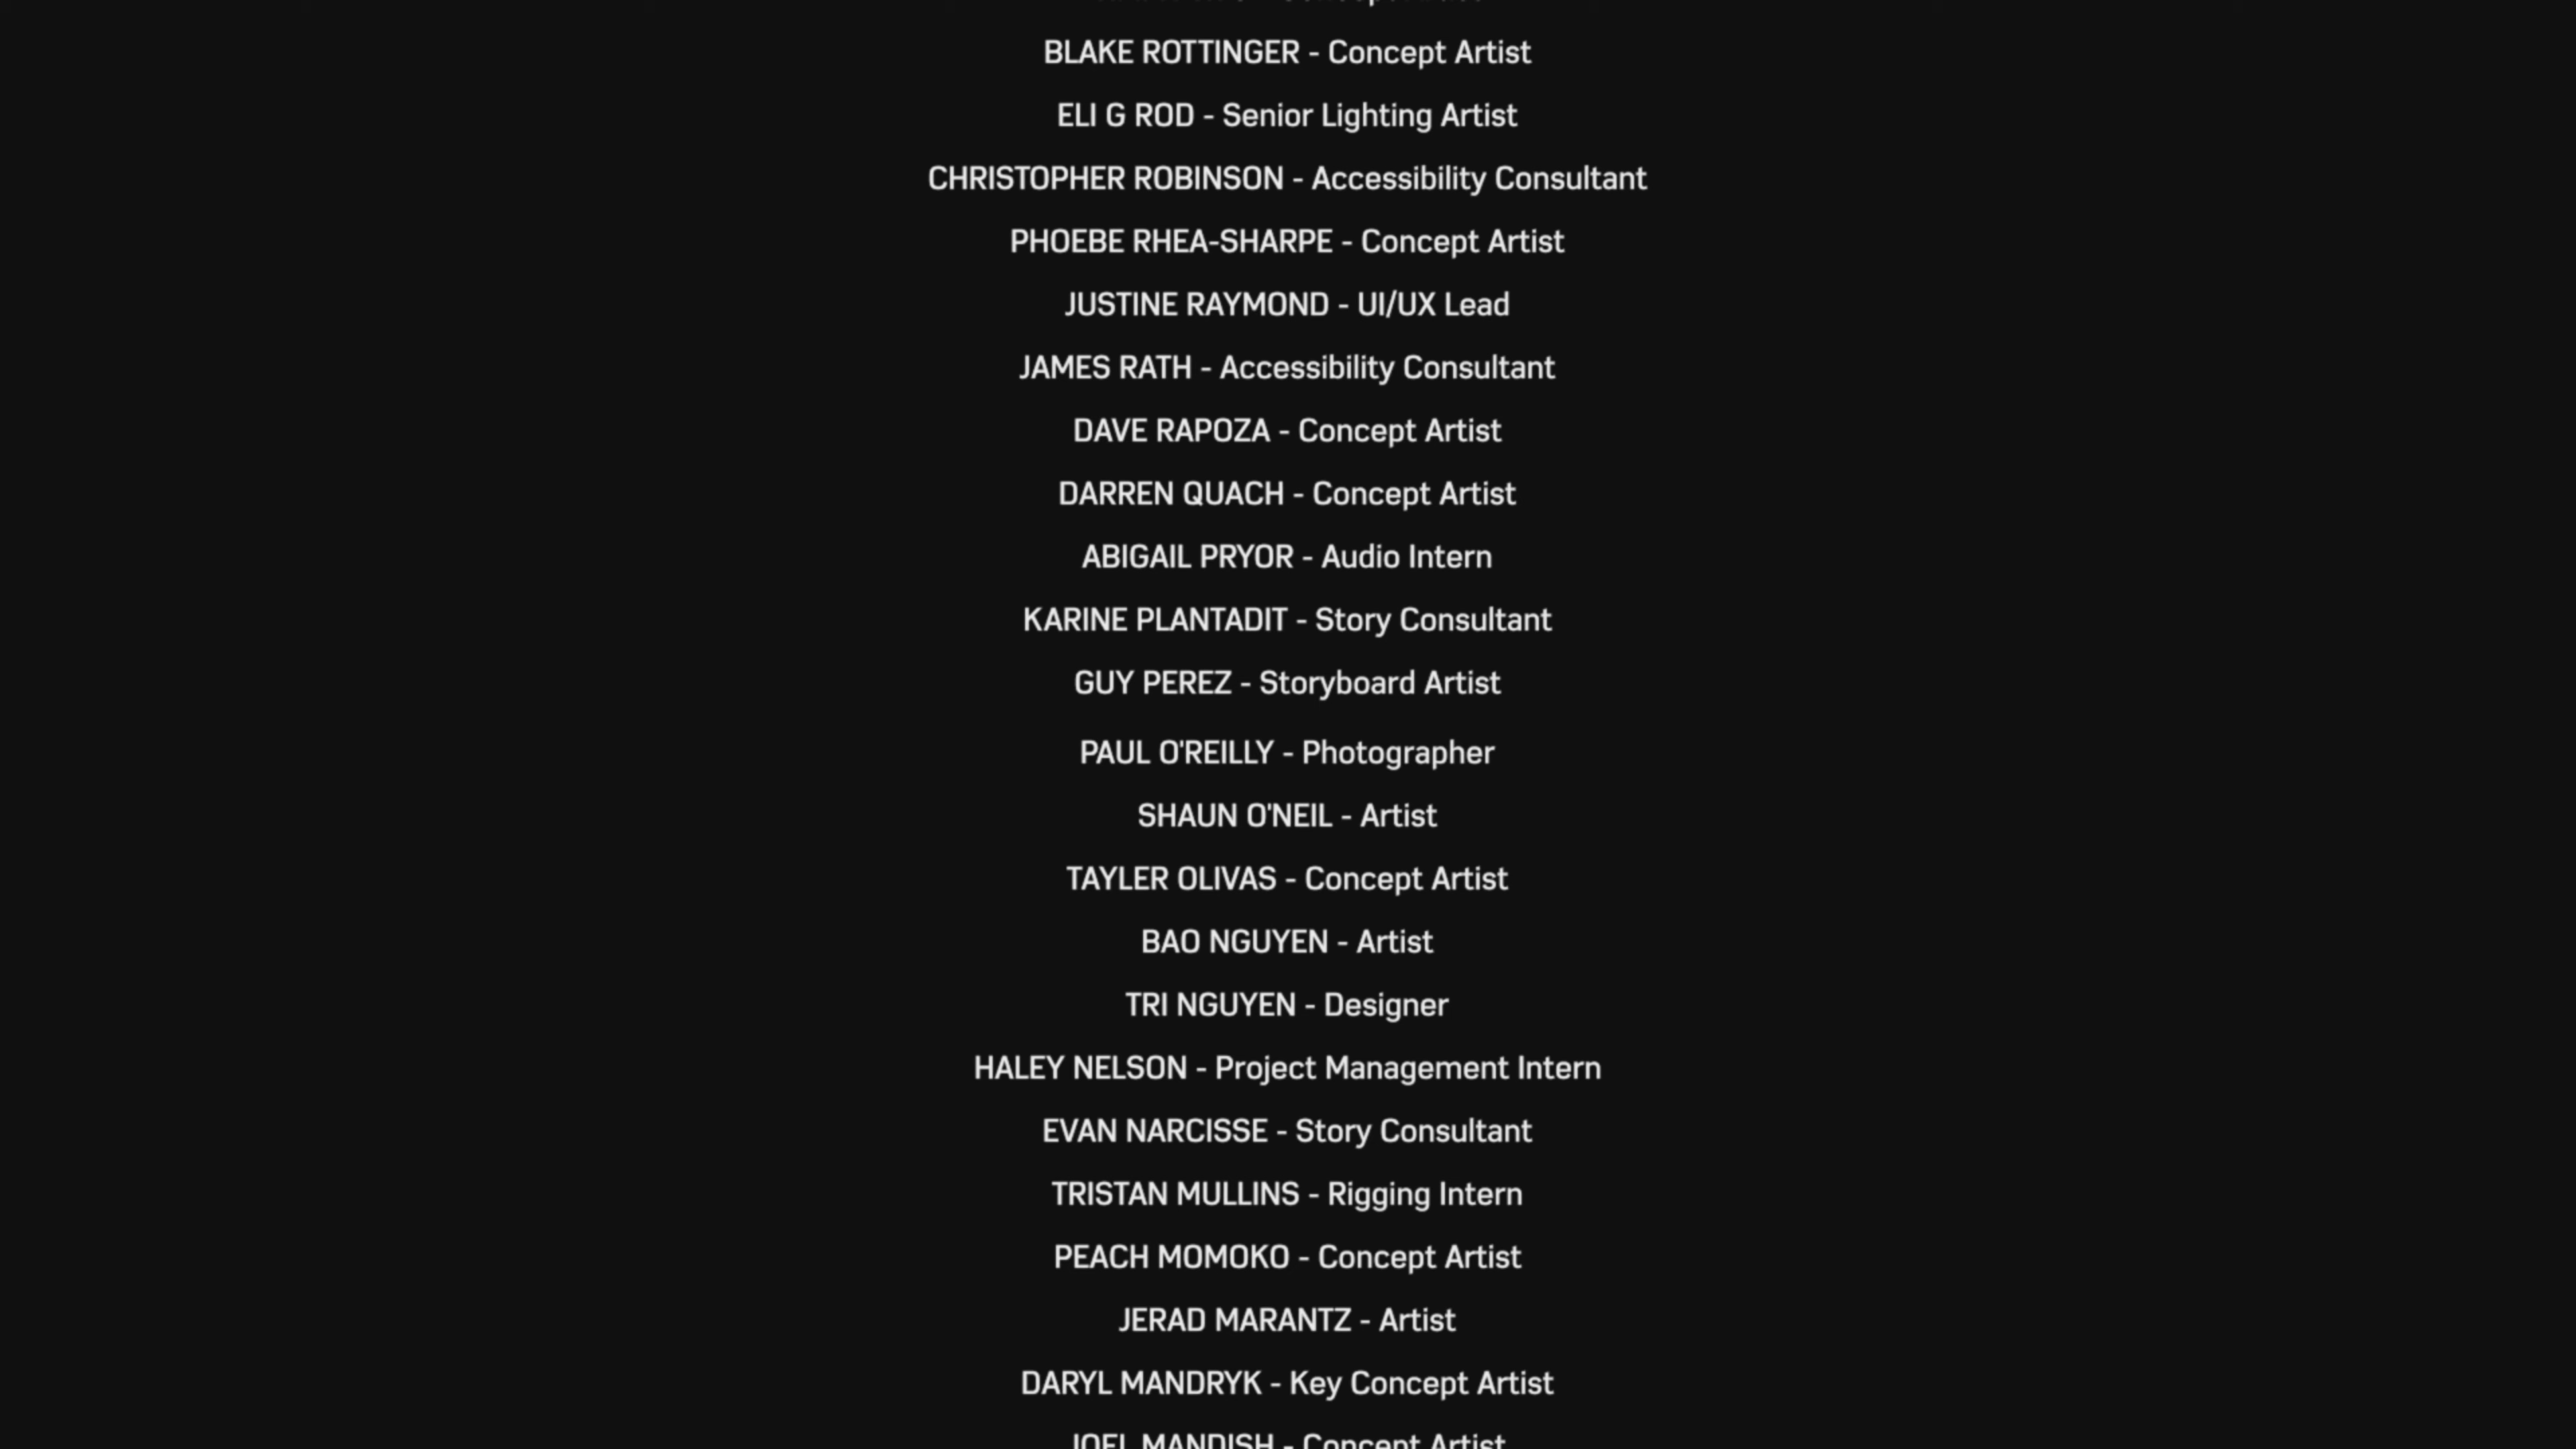 BLAKE ROTTINGER - Concept Artist
ELI G ROD - Senior Lighting Artist
CHRISTOPHER ROBINSON - Accessibility Consultant
PHOEBE RHEA-SHARPE - Concept Artist
JUSTINE RAYMOND - UI/UX Lead
JAMES RATH - Accessibility Consultant
DAVE RAPOZA - Concept Artist
DARREN QUACH - Concept Artist
ABIGAIL PRYOR - Audio Intern
KARINE PLANTADIT - Story Consultant
GUY PEREZ - Storyboard Artist
PAUL O'REILLY - Photographer
SHAUN O'NEIL - Artist
TAYLER OLIVAS - Concept Artist
BAO NGUYEN - Artist
TRI NGUYEN - Designer
HALEY NELSON - Project Management Intern
EVAN NARCISSE - Story Consultant
TRISTAN MULLINS - Rigging Intern
PEACH MOMOKO - Concept Artist
JERAD MARANTZ - Artist
DARYL MANDRYK - Key Concept Artist
JOEL MANDISH - Concept Artist